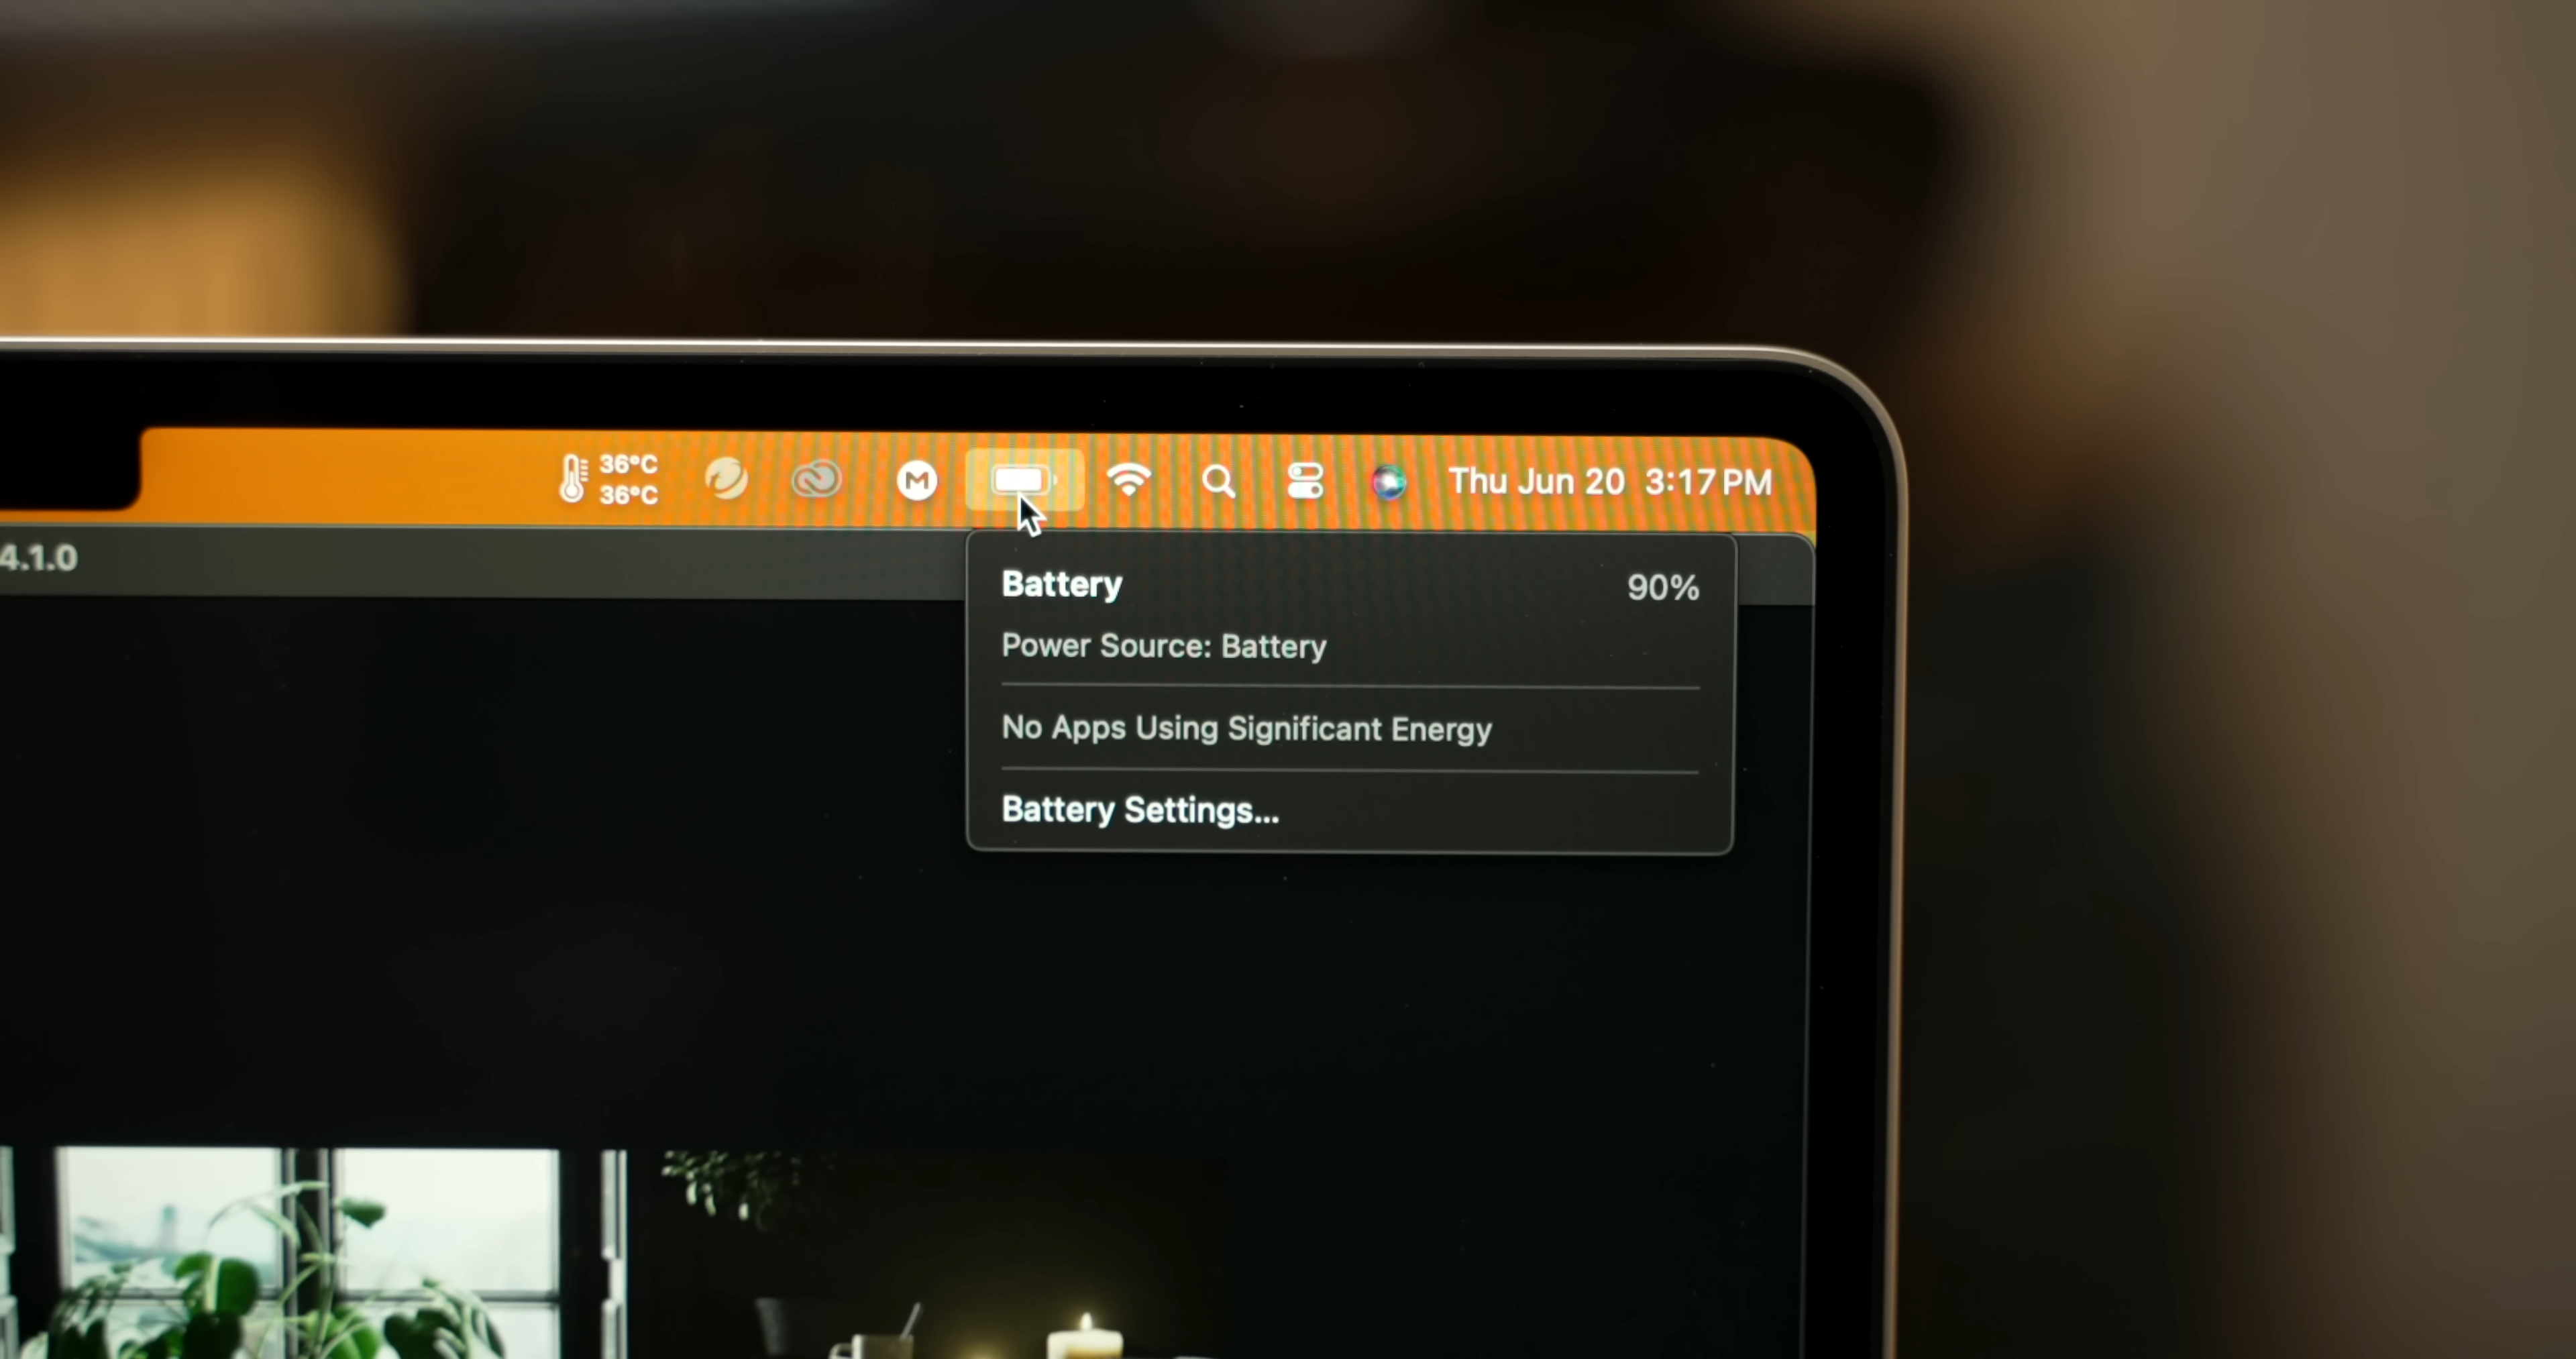 36°C
36°C
M
Thu Jun 20 3:17 PM
4.1.0
Battery 90%
Power Source: Battery
No Apps Using Significant Energy
Battery Settings...